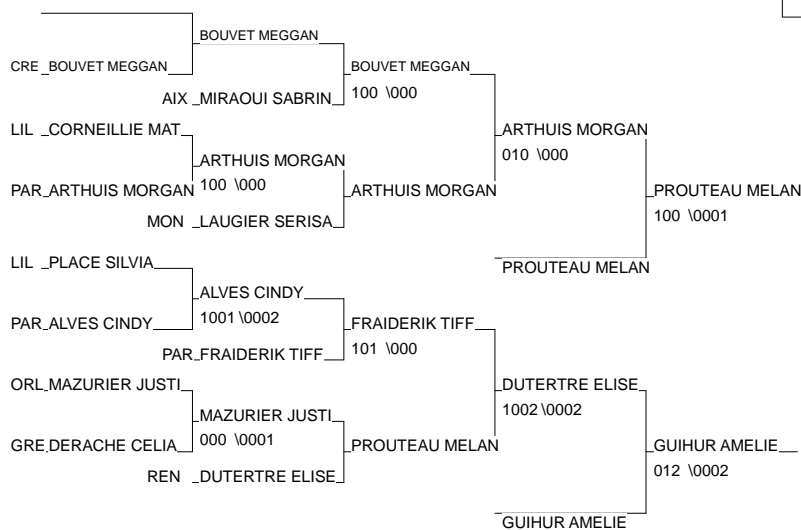 BOUVET MEGGAN
CRE BOUVET MEGGAN
BOUVET MEGGAN
100 \000
AIX MIRAOUI SABRIN
LIL CORNEILLIE MAT
ARTHUIS MORGAN
010 \000
ARTHUIS MORGAN
100 \000
PAR ARTHUIS MORGAN
ARTHUIS MORGAN
PROUTEAU MELAN
100 \0001
MON LAUGIER SERISA
LIL PLACE SILVIA
PROUTEAU MELAN
ALVES CINDY
1001 \0002
PAR ALVES CINDY
FRAIDERIK TIFF
101 \000
PAR FRAIDERIK TIFF
ORL MAZURIER JUSTI
DUTERTRE ELISE
1002 \0002
MAZURIER JUSTI
000 \0001
GRE DERACHE CELIA
PROUTEAU MELAN
GUIHUR AMELIE
012 \0002
REN DUTERTRE ELISE
GUIHUR AMELIE